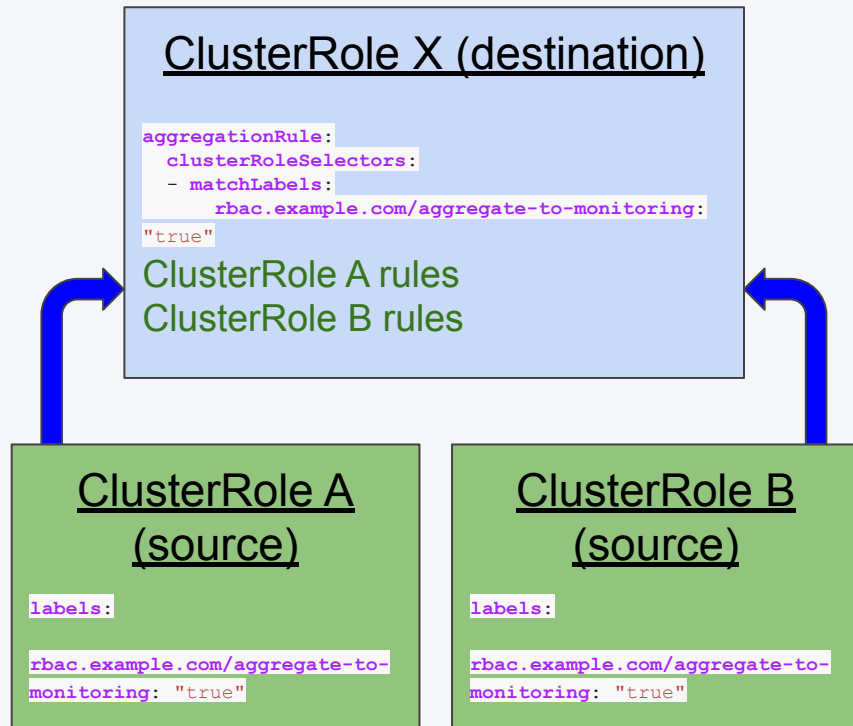 ClusterRole X (destination)
aggregationRule:
  clusterRoleSelectors:
  - matchLabels:
      rbac.example.com/aggregate-to-monitoring:
"true"
ClusterRole A rules
ClusterRole B rules
ClusterRole A
(source)
labels:
rbac.example.com/aggregate-to-
monitoring: "true"
ClusterRole B
(source)
labels:
rbac.example.com/aggregate-to-
monitoring: "true"